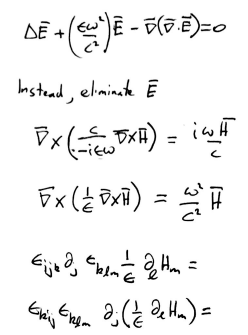 ΔE̅ + (εω²/c²)E̅ - ∇̅(∇̅·E̅) = 0
Instead, eliminate E̅
∇̅×(c/-iεω ∇̅×H̅) = iωH̅/c
∇̅×(1/ε ∇̅×H̅) = ω²/c² H̅
ε_ijk ∂_j ε_klm 1/ε ∂_l H_m =
ε_kij ε_klm ∂_j(1/ε ∂_l H_m) =